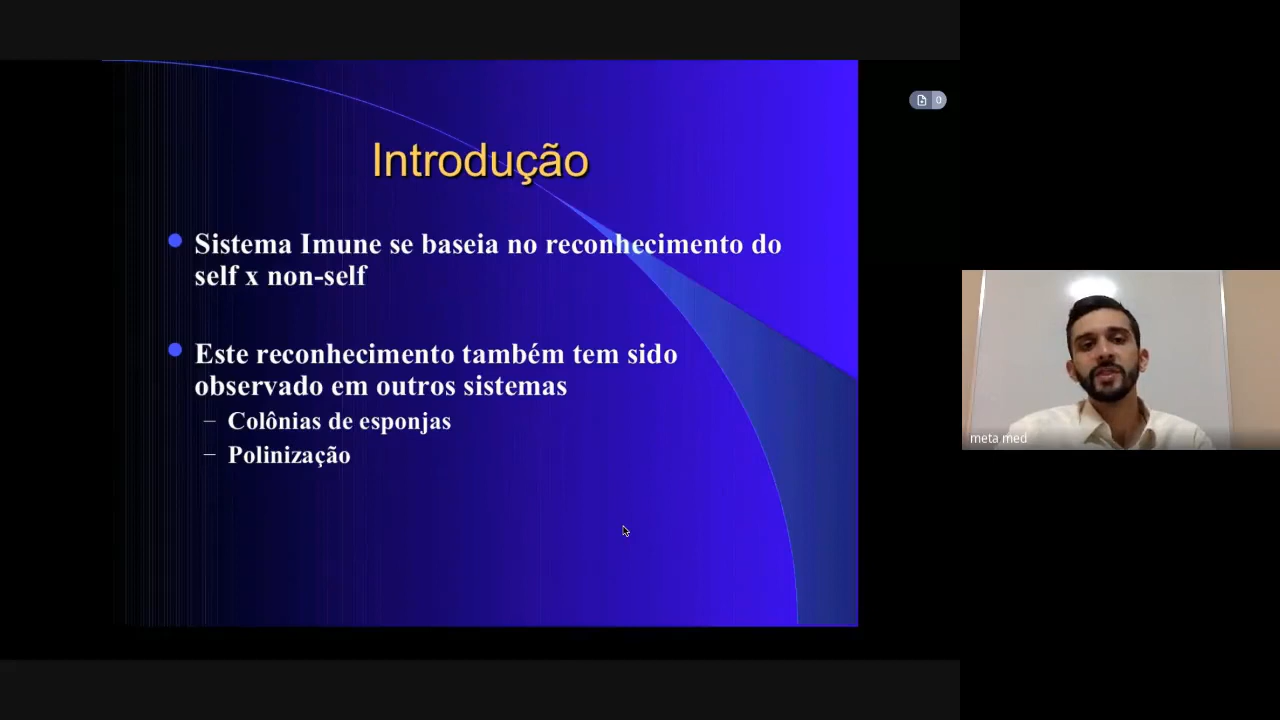 Introdução
Sistema Imune se baseia no reconhecimento do
self x non-self
Este reconhecimento também tem sido
observado em outros sistemas
– Colônias de esponjas
– Polinização
0
meta med